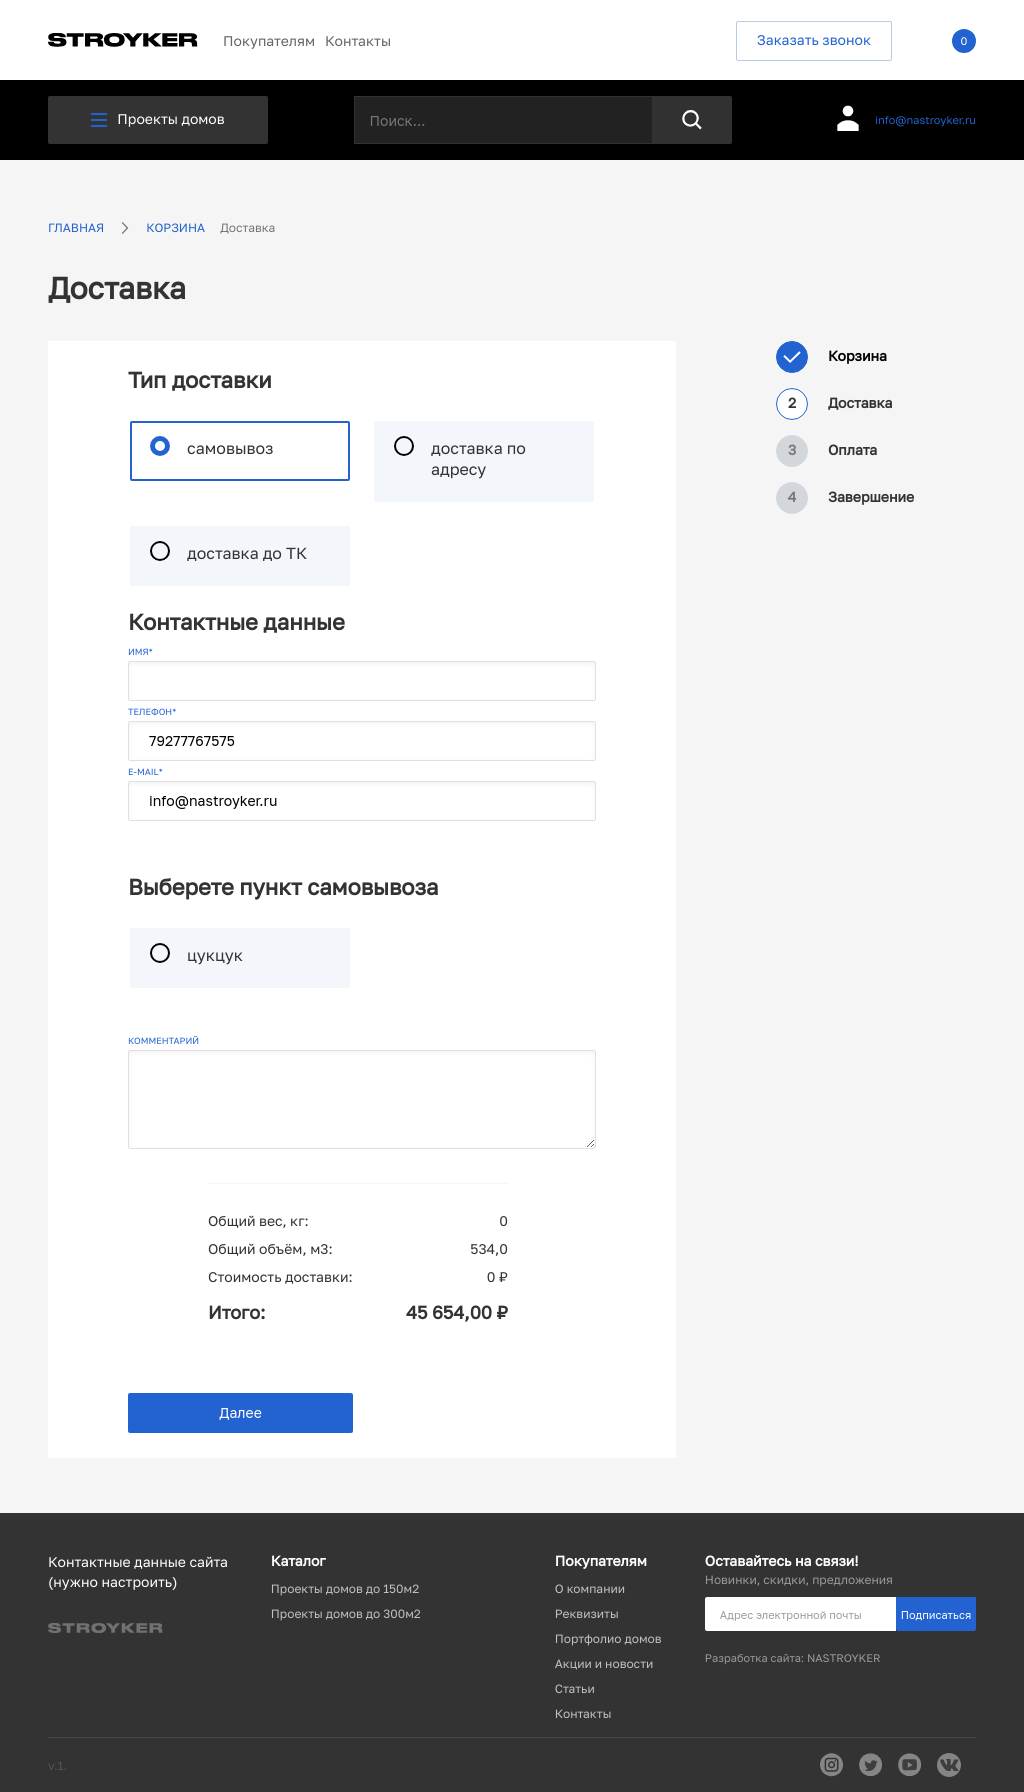 STROYKER
Покупателям
Контакты
Заказать звонок
0
Проекты домов
Поиск...
info@nastroyker.ru
ГЛАВНАЯ
КОРЗИНА
Доставка
Доставка
Тип доставки
самовывоз
доставка по
адресу
доставка до ТК
Контактные данные
ИМЯ*
ТЕЛЕФОН*
79277767575
E-MAIL*
info@nastroyker.ru
Выберете пункт самовывоза
цукцук
КОММЕНТАРИЙ
Общий вес, кг: 0
Общий объём, м3: 534,0
Стоимость доставки: 0 ₽
Итого: 45 654,00 ₽
Далее
Корзина
2 Доставка
3 Оплата
4 Завершение
Контактные данные сайта
(нужно настроить)
STROYKER
Каталог
Проекты домов до 150м2
Проекты домов до 300м2
Покупателям
О компании
Реквизиты
Портфолио домов
Акции и новости
Статьи
Контакты
Оставайтесь на связи!
Новинки, скидки, предложения
Адрес электронной почты
Подписаться
Разработка сайта: NASTROYKER
v.1.